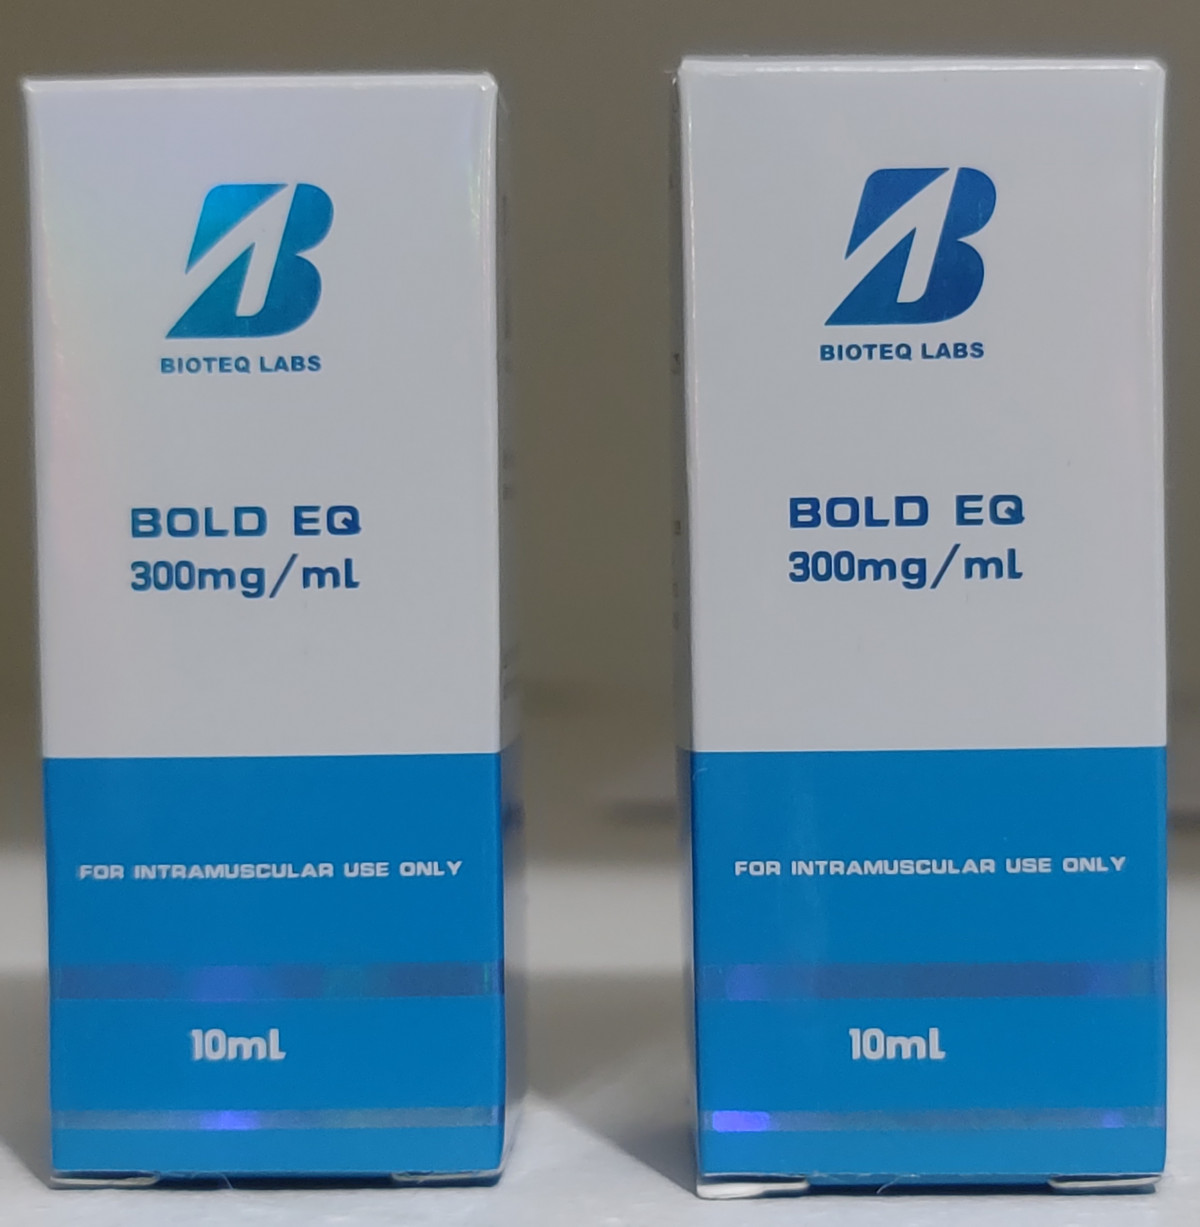 BIOTEQ LABS
BOLD EQ
300mg/mL
FOR INTRAMUSCULAR USE ONLY
10mL
BIOTEQ LABS
BOLD EQ
300mg/mL
FOR INTRAMUSCULAR USE ONLY
10mL